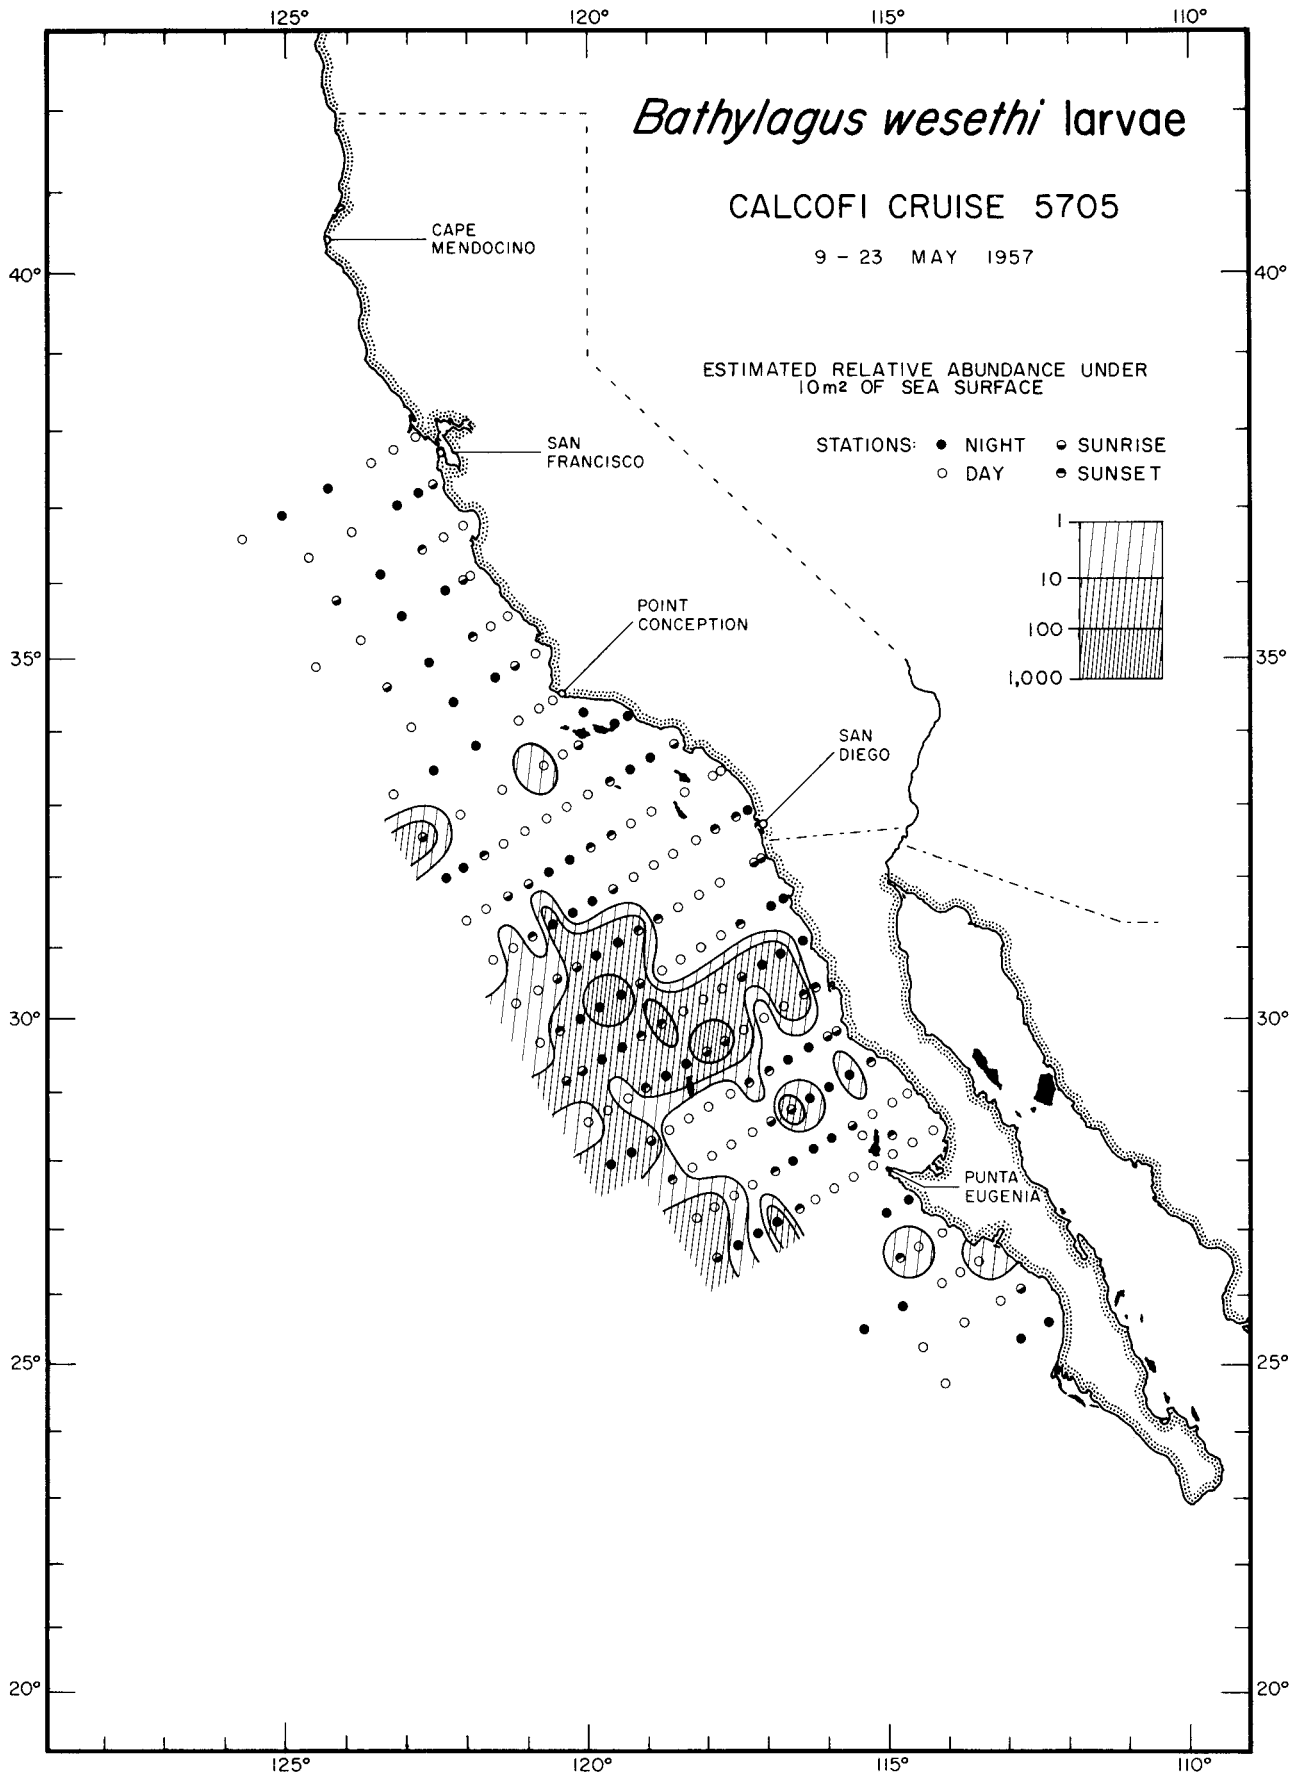 125°
120°
115°
110°
Bathylagus wesethi larvae
CALCOFI CRUISE 5705
9 – 23 MAY 1957
CAPE
MENDOCINO
40°
40°
ESTIMATED RELATIVE ABUNDANCE UNDER
10m2 OF SEA SURFACE
STATIONS: NIGHT SUNRISE
DAY SUNSET
SAN
FRANCISCO
1
10
100
1,000
POINT
CONCEPTION
35°
35°
SAN
DIEGO
30°
30°
PUNTA
EUGENIA
25°
25°
20°
20°
125°
120°
115°
110°